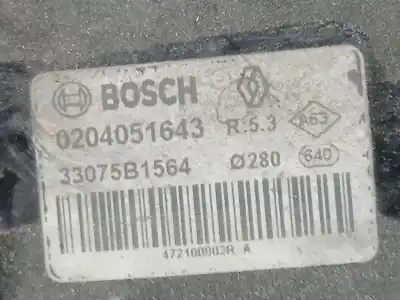 BOSCH
0204051643 R:5.3 A63
33075B1564 Ø280 640
472100002R A